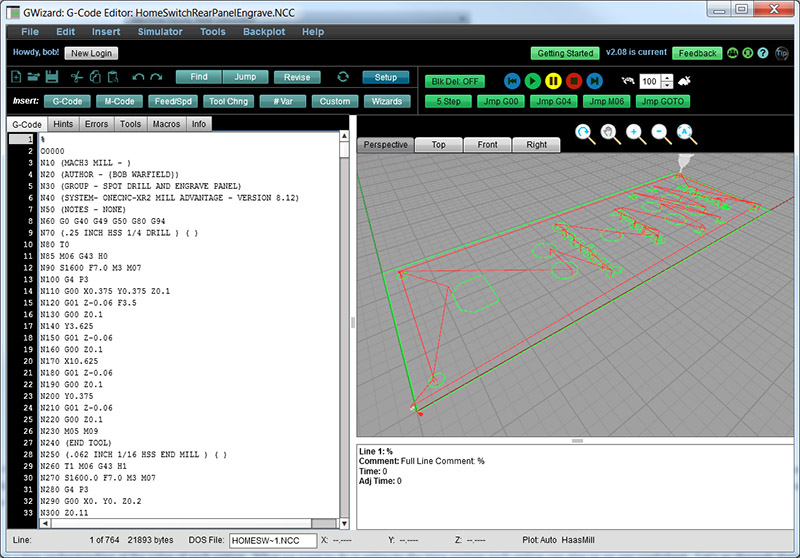 GWizard: G-Code Editor: HomeSwitchRearPanelEngrave.NCC
File Edit Insert Simulator Tools Backplot Help
Howdy, bob! New Login Getting Started v2.08 is current Feedback Tip
Find Jump Revise Setup Blk Del: OFF 100
Insert: G-Code M-Code Feed/Spd Tool Chng # Var Custom Wizards 5 Step Jmp G00 Jmp G04 Jmp M06 Jmp GOTO
G-Code Hints Errors Tools Macros Info
Perspective Top Front Right
1 %
2 O0000
3 N10 (MACH3 MILL - )
4 N20 (AUTHOR - (BOB WARFIELD))
5 N30 (GROUP - SPOT DRILL AND ENGRAVE PANEL)
6 N40 (SYSTEM- ONECNC-XR2 MILL ADVANTAGE - VERSION 8.12)
7 N50 (NOTES - NONE)
8 N60 G0 G40 G49 G50 G80 G94
9 N70 (.25 INCH HSS 1/4 DRILL ) ( )
10 N80 T0
11 N85 M06 G43 H0
12 N90 S1600 F7.0 M3 M07
13 N100 G4 P3
14 N110 G00 X0.375 Y0.375 Z0.1
15 N120 G01 Z-0.06 F3.5
16 N130 G00 Z0.1
17 N140 Y3.625
18 N150 G01 Z-0.06
19 N160 G00 Z0.1
20 N170 X10.625
21 N180 G01 Z-0.06
22 N190 G00 Z0.1
23 N200 Y0.375
24 N210 G01 Z-0.06
25 N220 G00 Z0.1
26 N230 M05 M09
27 N240 (END TOOL)
28 N250 (.062 INCH 1/16 HSS END MILL ) ( )
29 N260 T1 M06 G43 H1
30 N270 S1600.0 F7.0 M3 M07
31 N280 G4 P3
32 N290 G00 X0. Y0. Z0.2
33 N300 Z0.11
Line 1: %
Comment: Full Line Comment: %
Time: 0
Adj Time: 0
Line: 1 of 764 21893 bytes DOS File: HOMESW~1.NCC X: --.---- Y: --.---- Z: --.---- Plot: Auto HaasMill